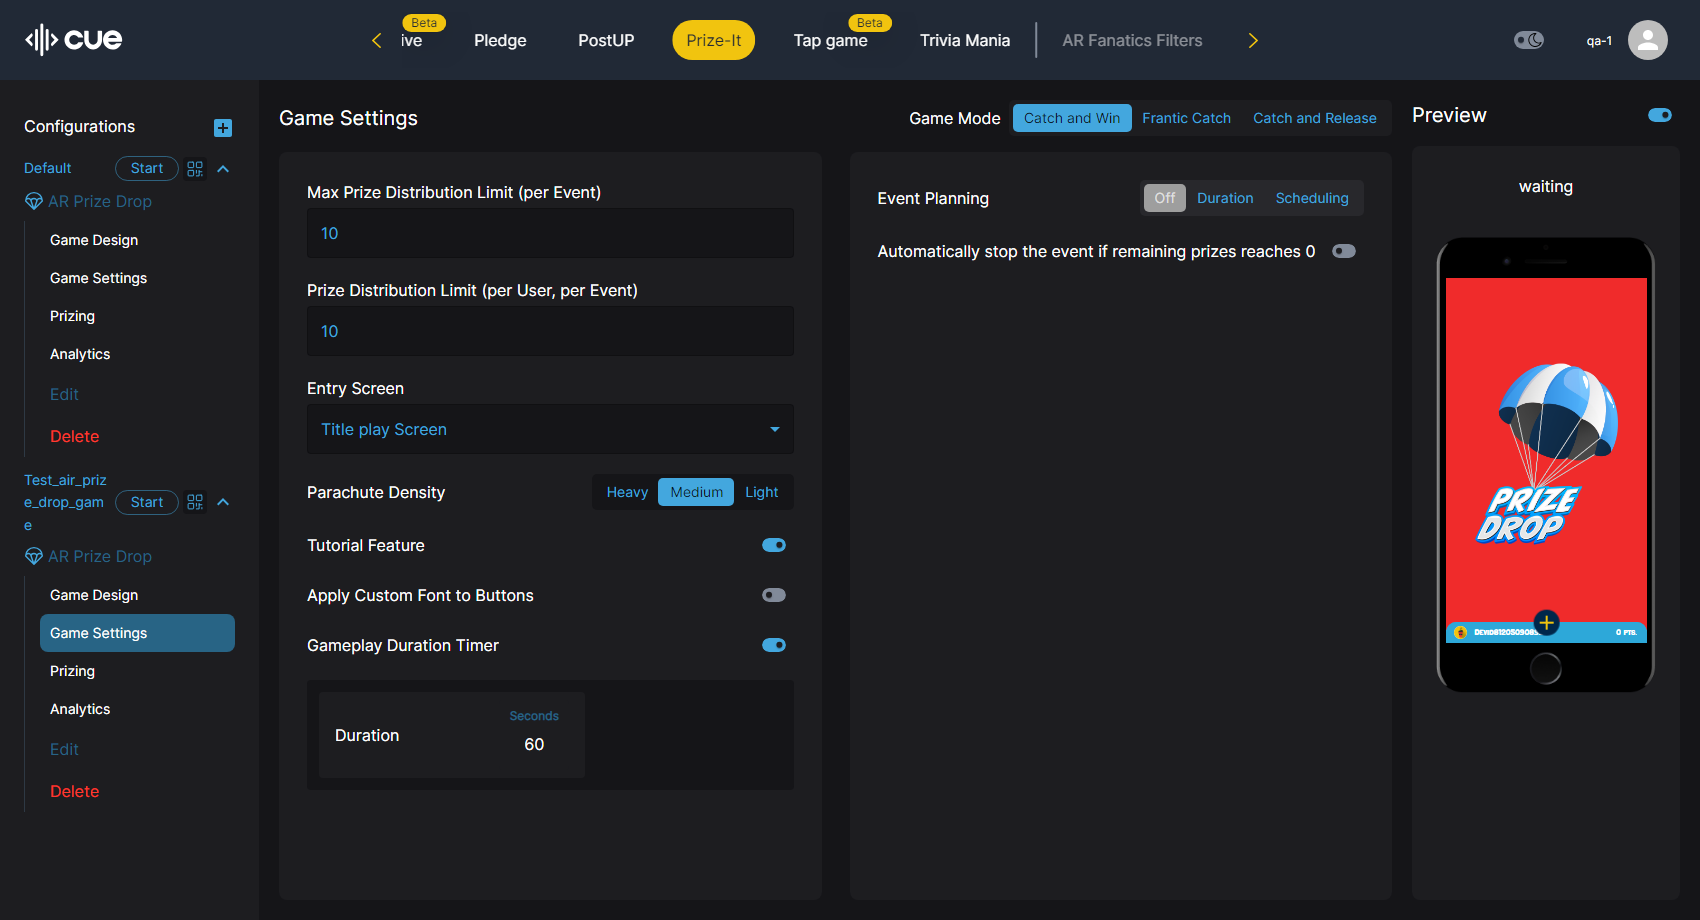 cue
Beta
ive
Pledge
PostUP
Prize-It
Beta
Tap game
Trivia Mania
AR Fanatics Filters
qa-1
Configurations
Default
Start
AR Prize Drop
Game Design
Game Settings
Prizing
Analytics
Edit
Delete
Test_air_priz
e_drop_gam
e
Start
AR Prize Drop
Game Design
Game Settings
Prizing
Analytics
Edit
Delete
Game Settings
Game Mode
Catch and Win
Frantic Catch
Catch and Release
Max Prize Distribution Limit (per Event)
10
Prize Distribution Limit (per User, per Event)
10
Entry Screen
Title play Screen
Parachute Density
Heavy
Medium
Light
Tutorial Feature
Apply Custom Font to Buttons
Gameplay Duration Timer
Duration
Seconds
60
Event Planning
Off
Duration
Scheduling
Automatically stop the event if remaining prizes reaches 0
Preview
waiting
PRIZE
DROP
0 PTS.